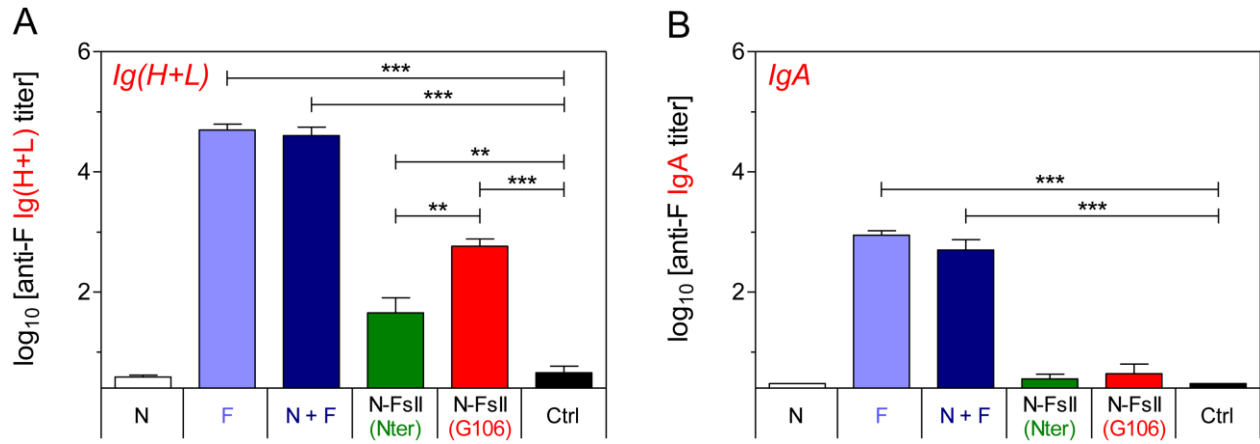 A
log10 [anti-F Ig(H+L) titer]
6
4
2
Ig(H+L)
***
***
**
***
**
N
F
N + F
N-FsII
(Nter)
N-FsII
(G106)
Ctrl
B
log10 [anti-F IgA titer]
6
4
2
IgA
***
***
N
F
N + F
N-FsII
(Nter)
N-FsII
(G106)
Ctrl